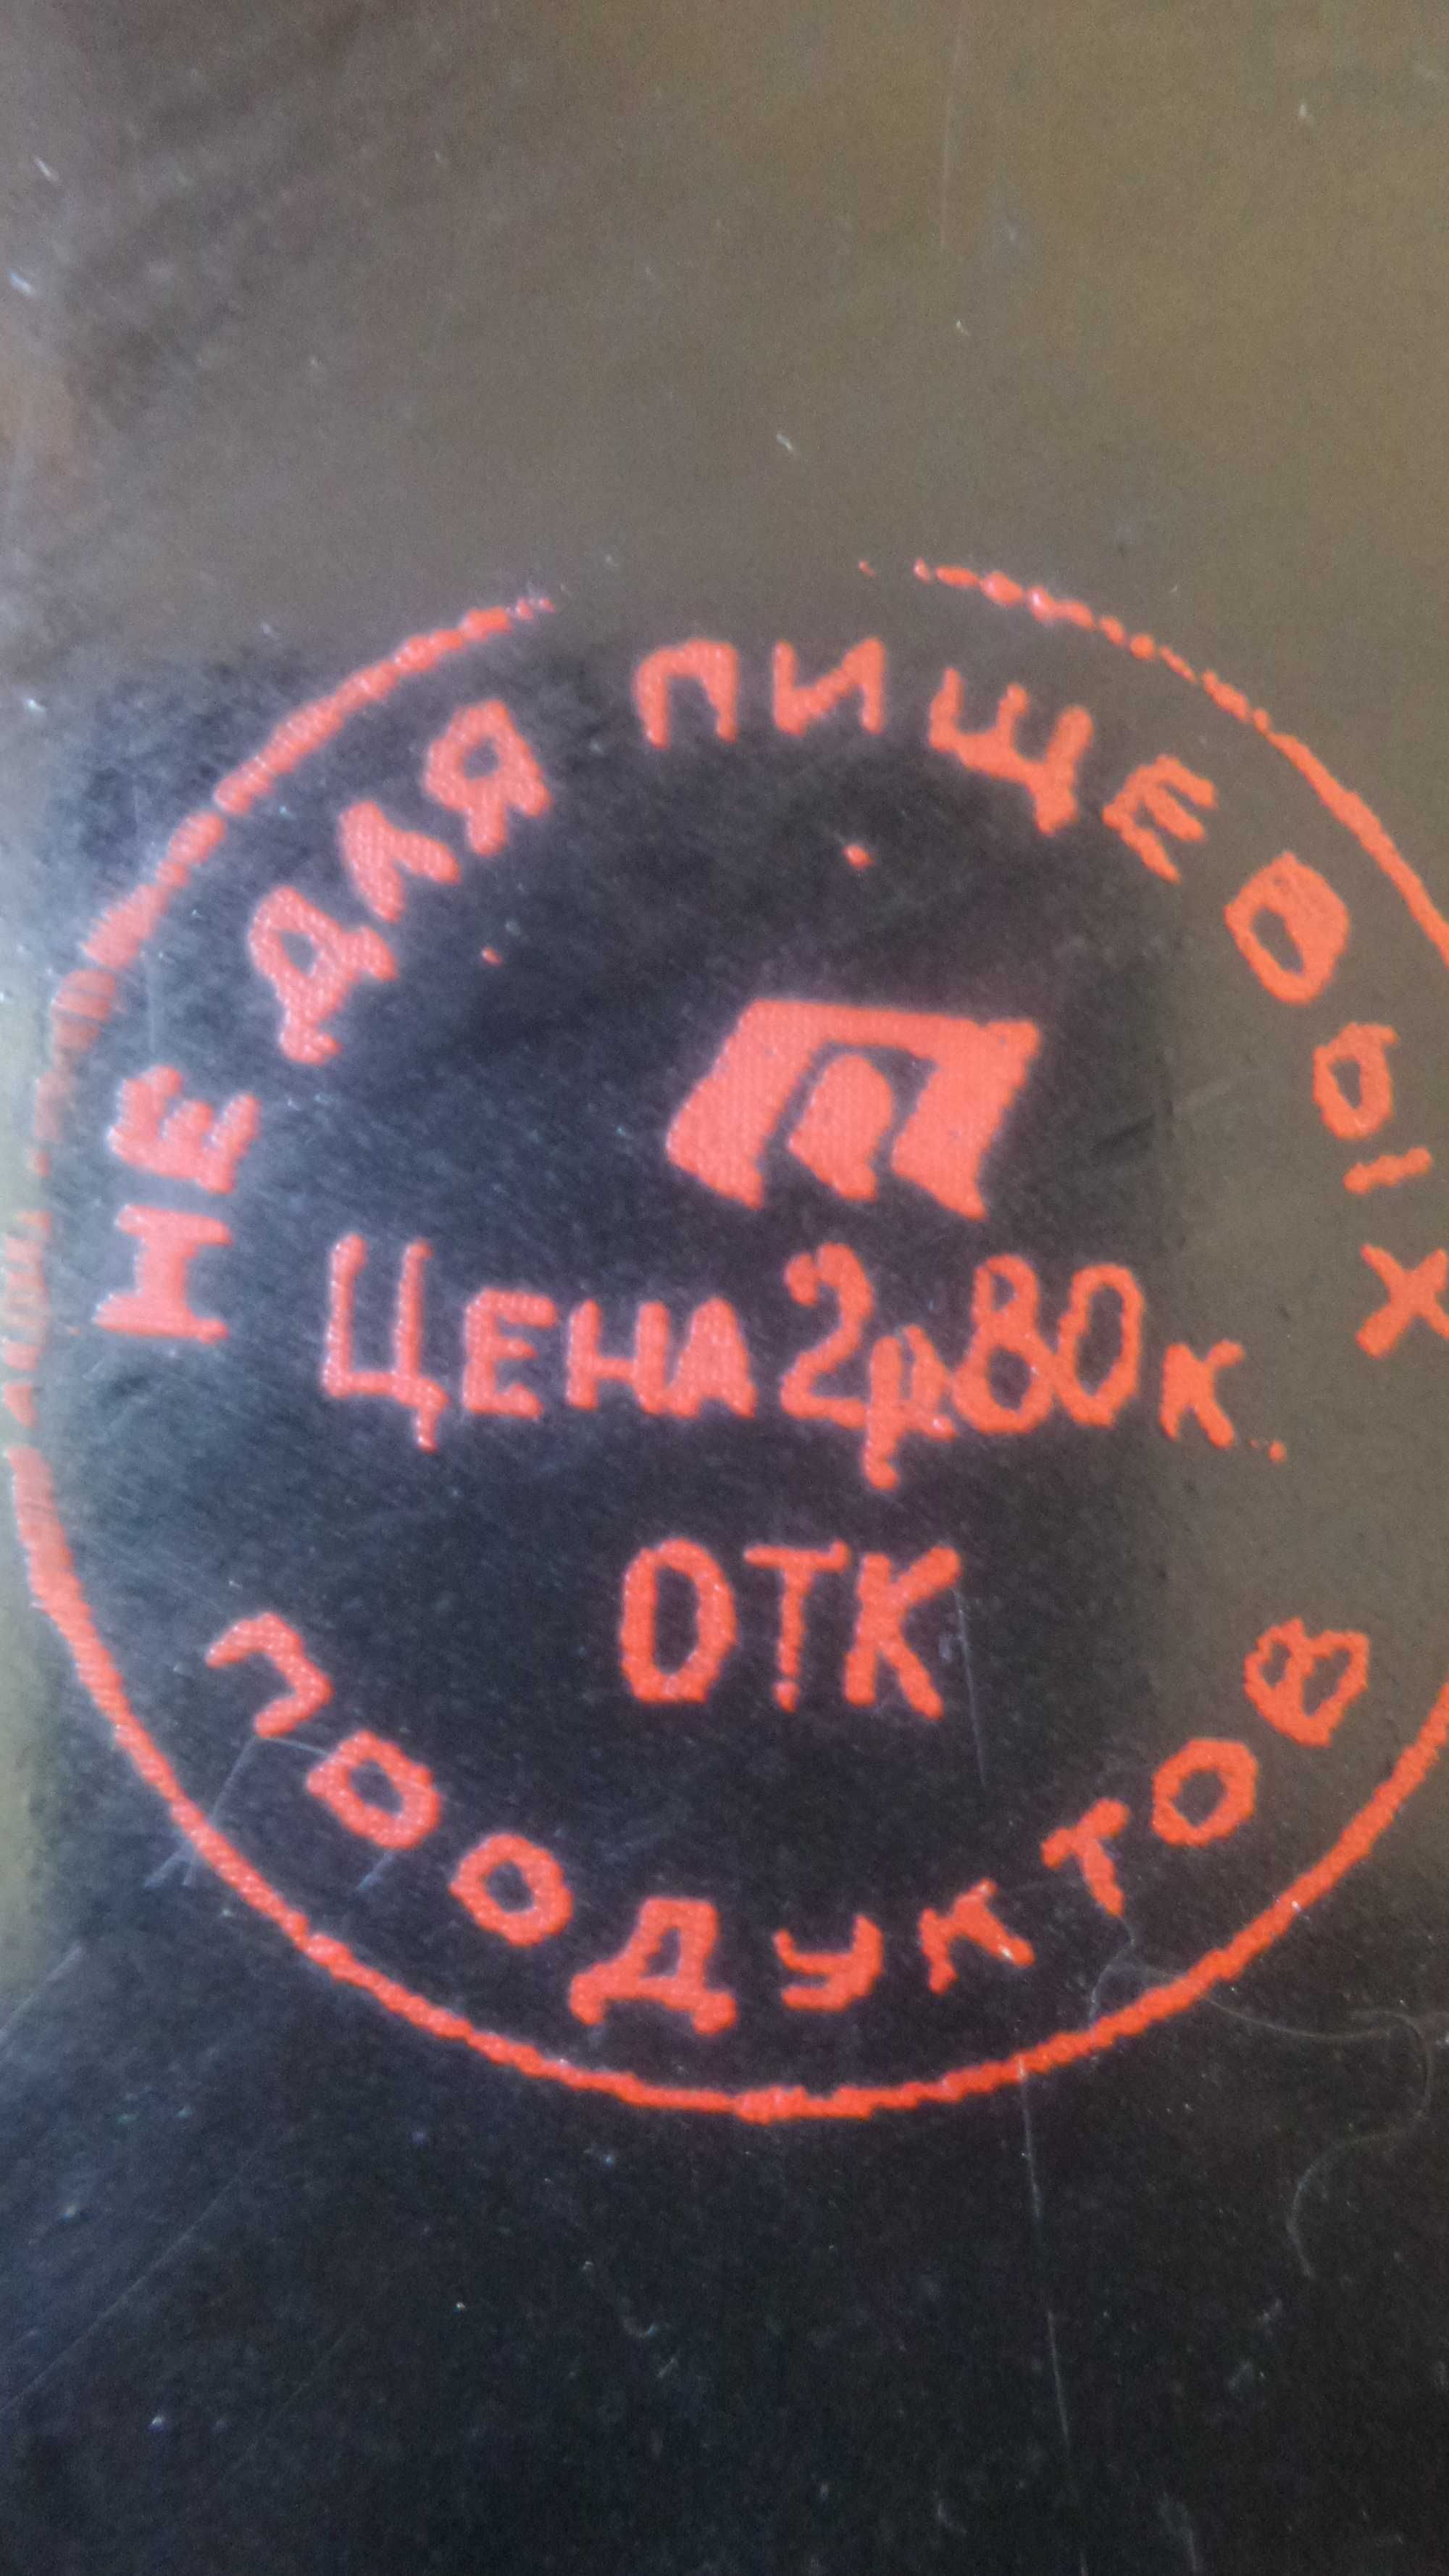 НЕ ДЛЯ ПИЩЕВЫХ
Цена 2р80к.
ОТК
ПРОДУКТОВ